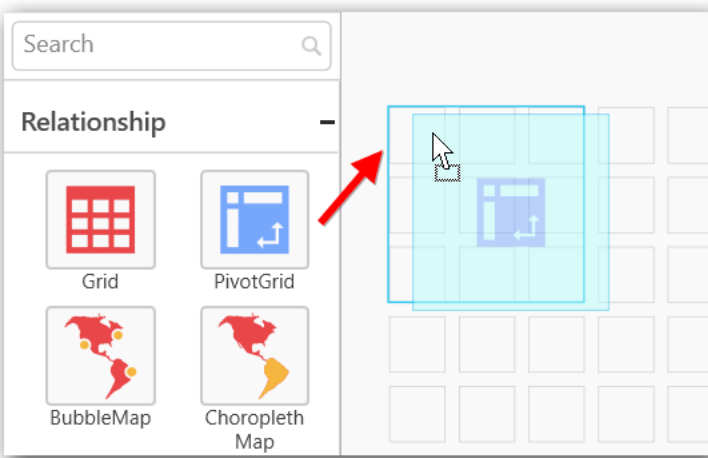 Search
Relationship
Grid
PivotGrid
BubbleMap
Choropleth
Map